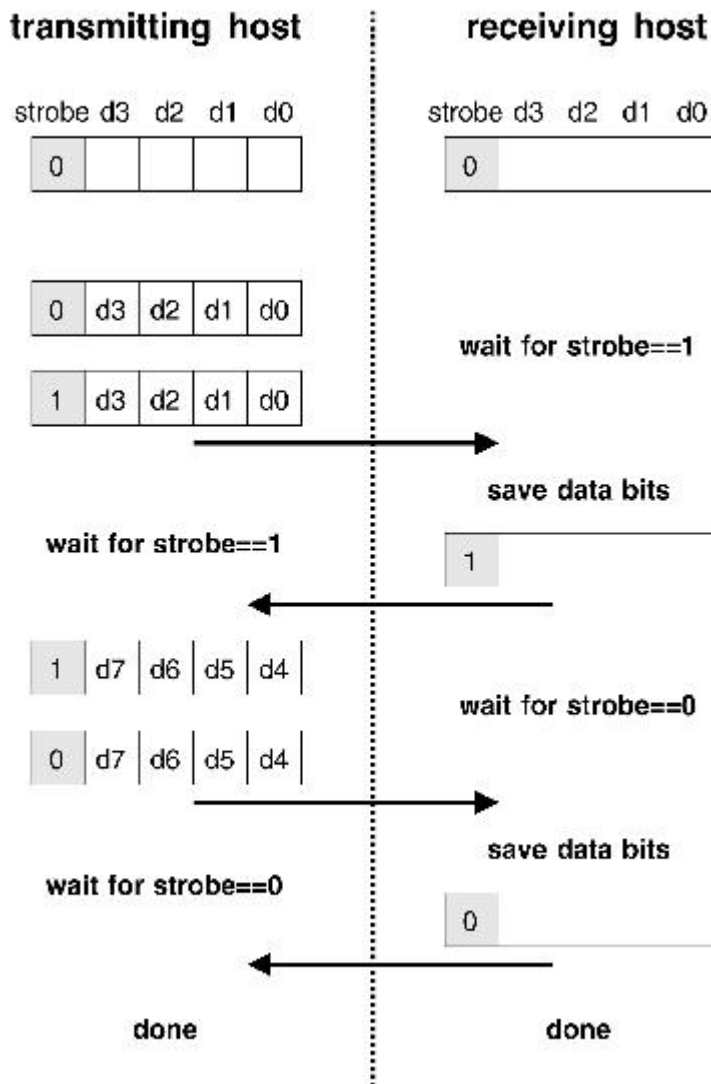 transmitting host
receiving host
strobe d3 d2 d1 d0
strobe d3 d2 d1 d0
0
0
0 d3 d2 d1 d0
wait for strobe==1
1 d3 d2 d1 d0
save data bits
wait for strobe==1
1
1 d7 d6 d5 d4
wait for strobe==0
0 d7 d6 d5 d4
save data bits
wait for strobe==0
0
done
done